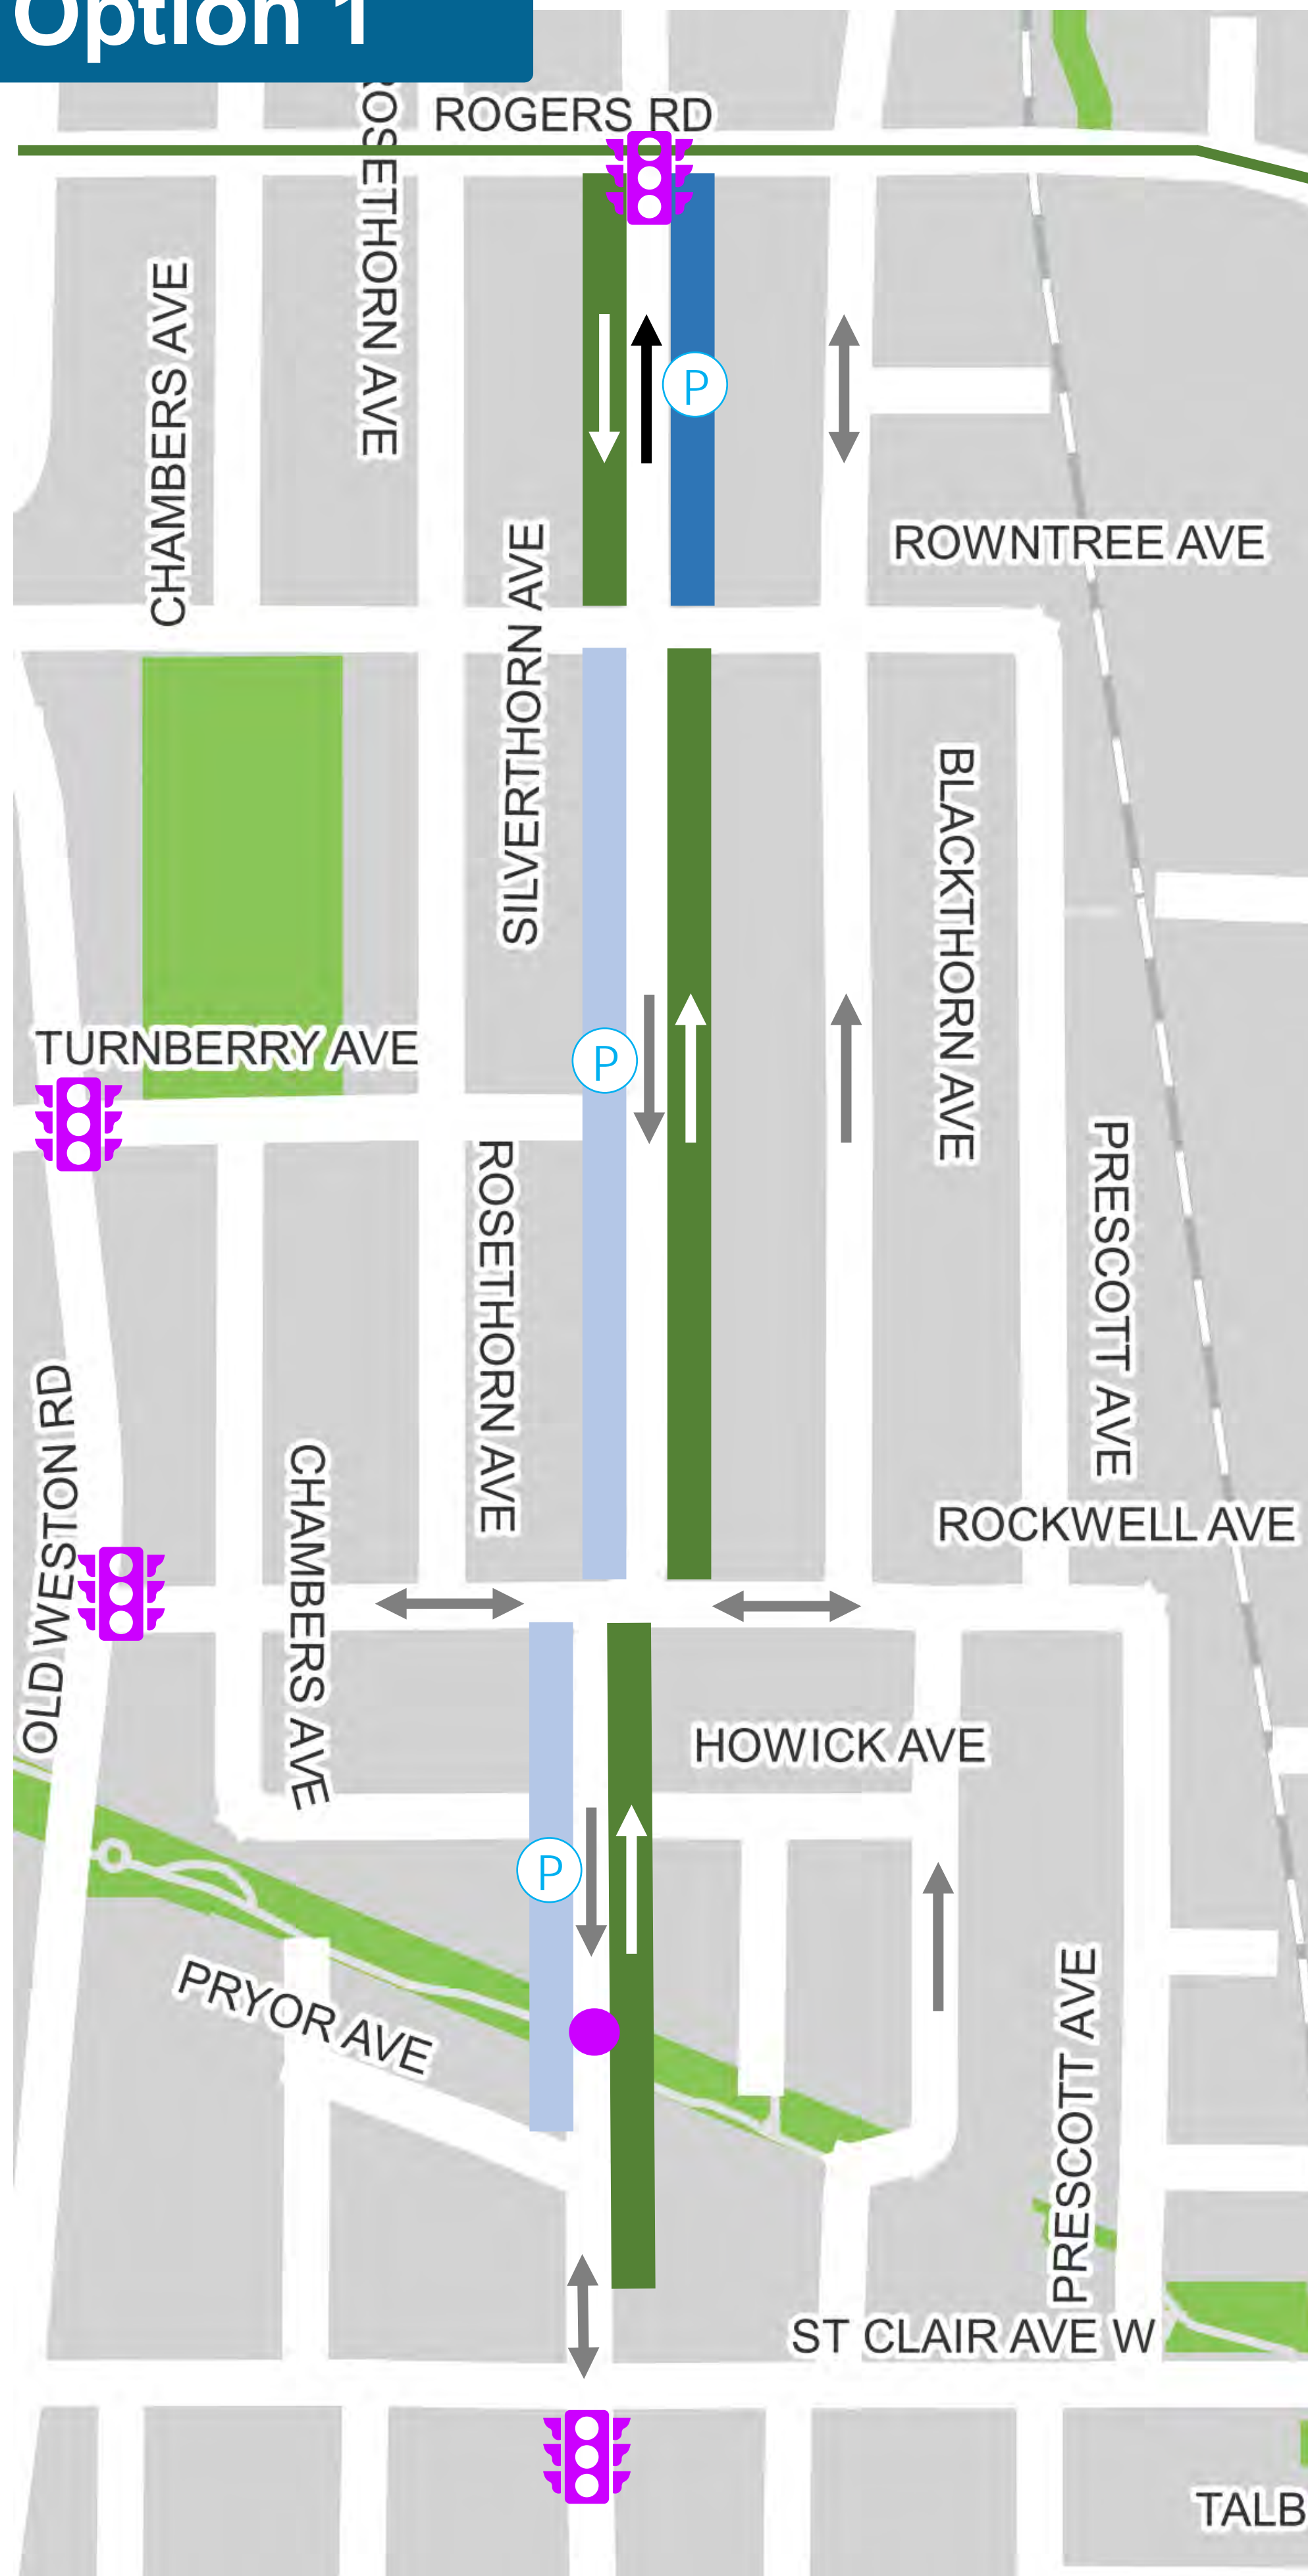 Option 1
ROGERS RD
ROSETHORN AVE
CHAMBERS AVE
P
ROWNTREE AVE
SILVERTHORN AVE
BLACKTHORN AVE
TURNBERRY AVE
P
PRESCOTT AVE
ROSETHORN AVE
OLD WESTON RD
CHAMBERS AVE
ROCKWELL AVE
HOWICK AVE
P
PRYOR AVE
PRESCOTT AVE
ST CLAIR AVE W
TALB